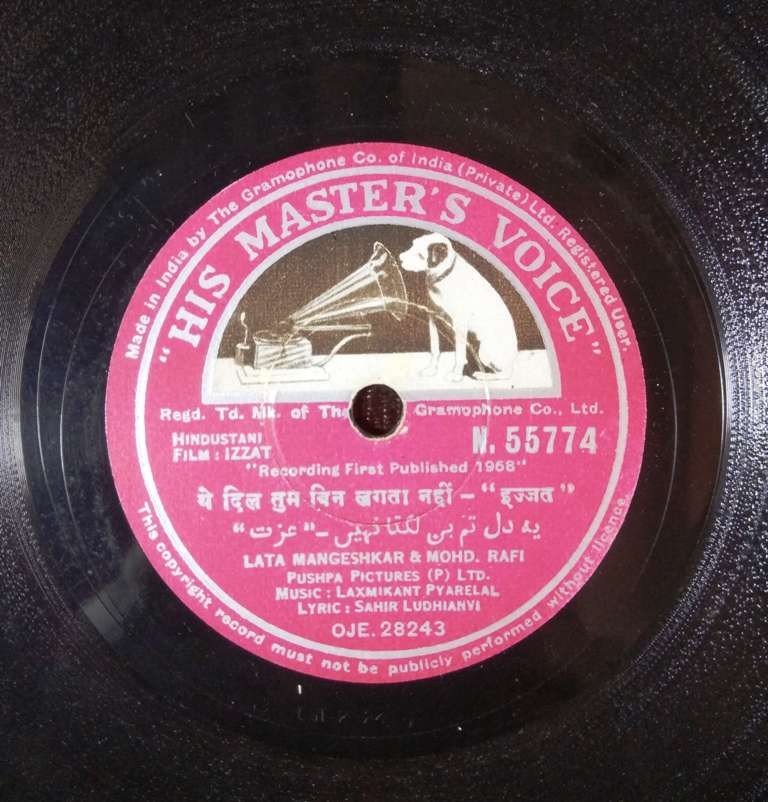 Made in India by The Gramophone Co. of India (Private) Ltd. Registered User.
"HIS MASTER'S VOICE"
Regd. Td. Mk. of The Gramophone Co., Ltd.
HINDUSTANI
FILM : IZZAT
N. 55774
"Recording First Published 1968"
ये दिल तुम बिन लगता नहीं – "इज्जत"
یہ دل تم بن لگتا نہیں – "عزت"
LATA MANGESHKAR & MOHD. RAFI
PUSHPA PICTURES (P) LTD.
MUSIC : LAXMIKANT PYARELAL
LYRIC : SAHIR LUDHIANVI
OJE. 28243
This copyright record must not be publicly performed without licence.